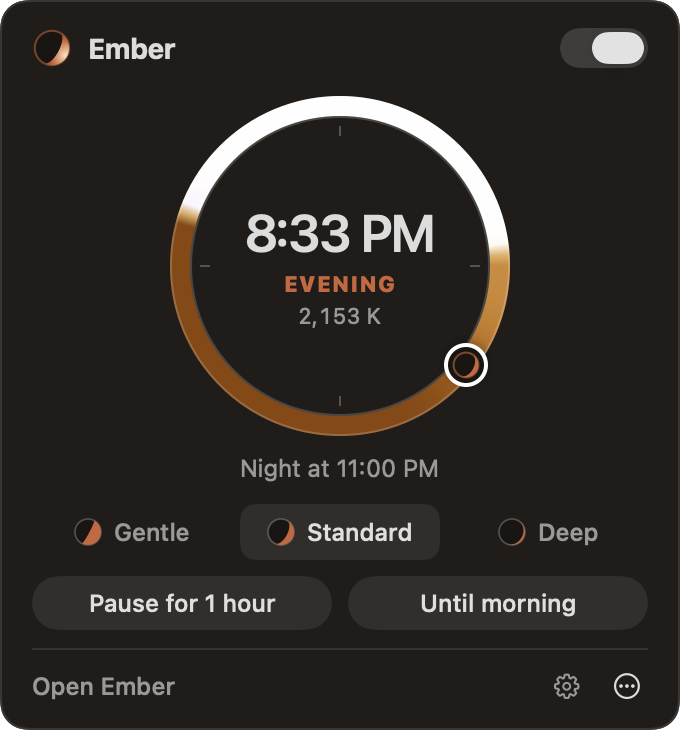 Ember
8:33 PM
EVENING
2,153 K
Night at 11:00 PM
Gentle
Standard
Deep
Pause for 1 hour
Until morning
Open Ember